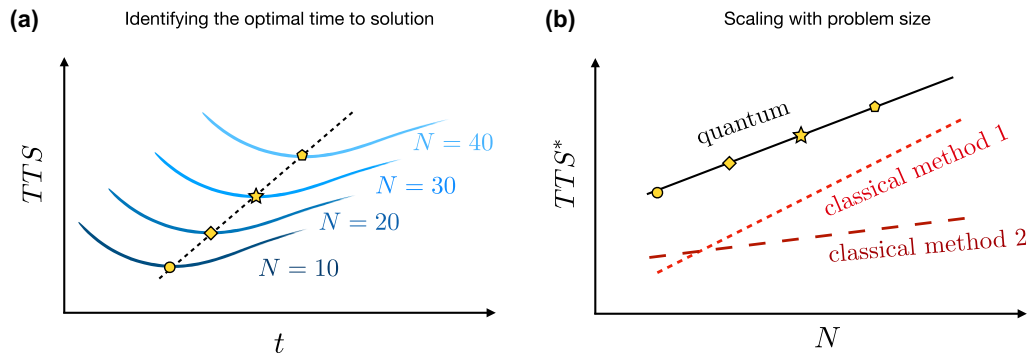 (a) Identifying the optimal time to solution
TTS
N = 40
N = 30
N = 20
N = 10
t
(b) Scaling with problem size
TTS*
quantum
classical method 1
classical method 2
N